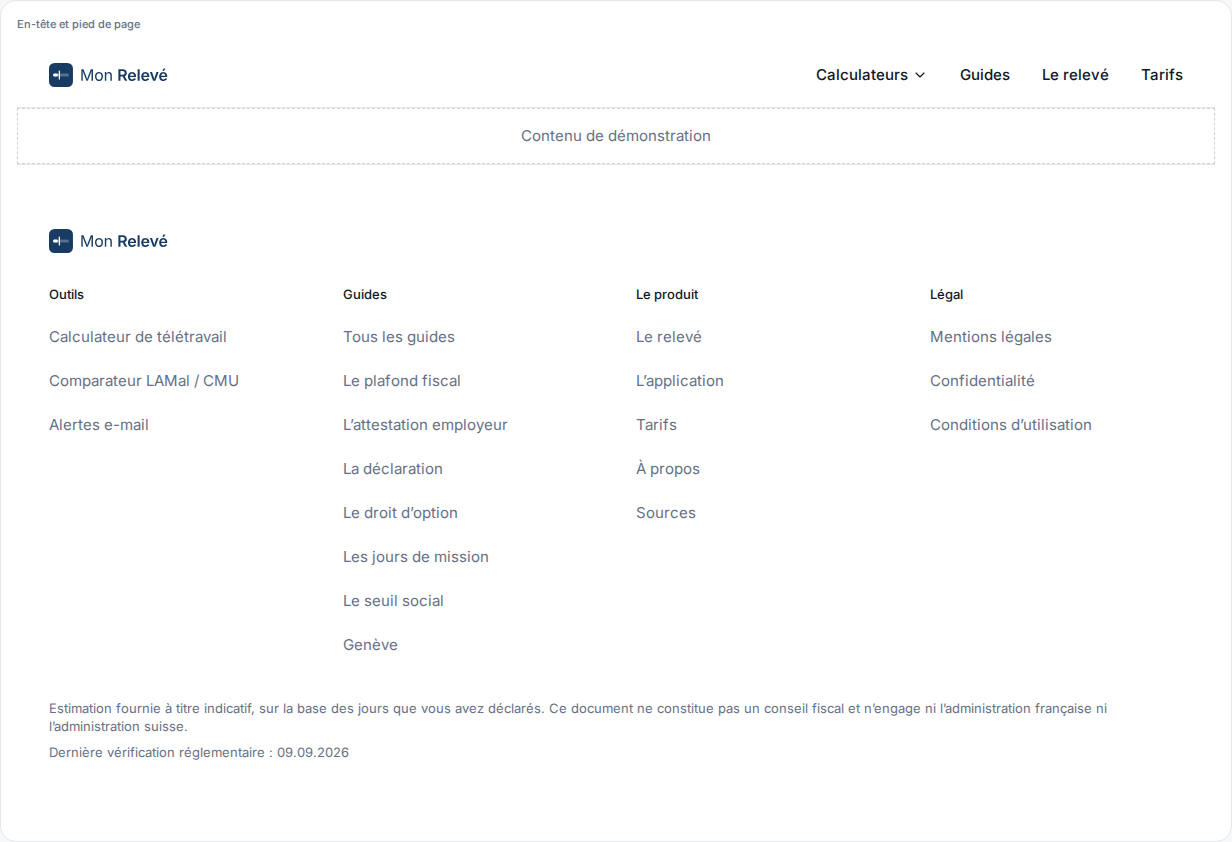 En-tête et pied de page
Mon Relevé
Calculateurs Guides Le relevé Tarifs
Contenu de démonstration
Mon Relevé
Outils
Calculateur de télétravail
Comparateur LAMal / CMU
Alertes e-mail
Guides
Tous les guides
Le plafond fiscal
L’attestation employeur
La déclaration
Le droit d’option
Les jours de mission
Le seuil social
Genève
Le produit
Le relevé
L’application
Tarifs
À propos
Sources
Légal
Mentions légales
Confidentialité
Conditions d’utilisation
Estimation fournie à titre indicatif, sur la base des jours que vous avez déclarés. Ce document ne constitue pas un conseil fiscal et n’engage ni l’administration française ni
l’administration suisse.
Dernière vérification réglementaire : 09.09.2026